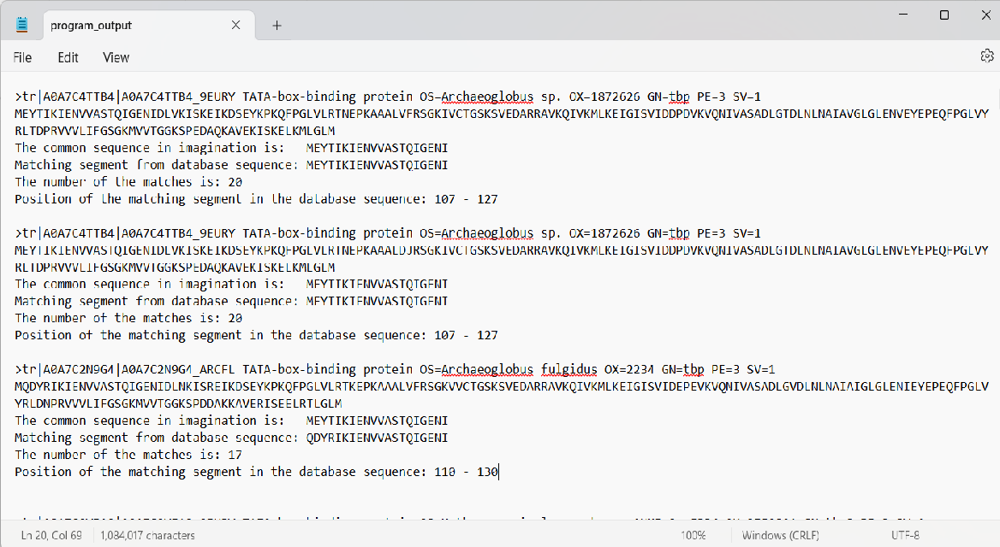 program_output
File Edit View
>tr|A0A7C4TTB4|A0A7C4TTB4_9EURY TATA-box-binding protein OS=Archaeoglobus sp. OX=1872626 GN=tbp PE=3 SV=1
MEYTIKIENVVASTQIGENIDLVKISKEIKDSEYKPKQFPGLVLRTNEPKAAALVFRSGKIVCTGSKSVEDARRAVKQIVKMLKEIGISVIDDPDVKVQNIVASADLGTDLNLNAIAVGLGLENVEYEPEQFPGLVY
RLTDPRVVVLIFGSGKMVVTGGKSPEDAQKAVEKISKELKMLGLM
The common sequence in imagination is: MEYTIKIENVVASTQIGENI
Matching segment from database sequence: MEYTIKIENVVASTQIGENI
The number of the matches is: 20
Position of the matching segment in the database sequence: 107 - 127
>tr|A0A7C4TTB4|A0A7C4TTB4_9EURY TATA-box-binding protein OS=Archaeoglobus sp. OX=1872626 GN=tbp PE=3 SV=1
MEYTIKIENVVASTQIGENIDLVKISKEIKDSEYKPKQFPGLVLRTNEPKAAALDJRSGKIVCTGSKSVEDARRAVKQIVKMLKEIGISVIDDPDVKVQNIVASADLGTDLNLNAIAVGLGLENVEYEPEQFPGLVY
RLTDPRVVVLIFGSGKMVVTGGKSPEDAQKAVEKISKELKMLGLM
The common sequence in imagination is: MEYTIKIENVVASTQIGENI
Matching segment from database sequence: MEYTIKIENVVASTQIGENI
The number of the matches is: 20
Position of the matching segment in the database sequence: 107 - 127
>tr|A0A7C2N9G4|A0A7C2N9G4_ARCFL TATA-box-binding protein OS=Archaeoglobus fulgidus OX=2234 GN=tbp PE=3 SV=1
MQDYRIKIENVVASTQIGENIDLNKISREIKDSEYKPKQFPGLVLRTKEPKAAALVFRSGKVVCTGSKSVEDARRAVKQIVKMLKEIGISVIDEPEVKVQNIVASADLGVDLNLNAIAIGLGLENIEYEPEQFPGLV
YRLDNPRVVVLIFGSGKMVVTGGKSPDDAKKAVERISEELRTLGLM
The common sequence in imagination is: MEYTIKIENVVASTQIGENI
Matching segment from database sequence: QDYRIKIENVVASTQIGENI
The number of the matches is: 17
Position of the matching segment in the database sequence: 110 - 130
Ln 20, Col 69 1,084,017 characters 100% Windows (CRLF) UTF-8